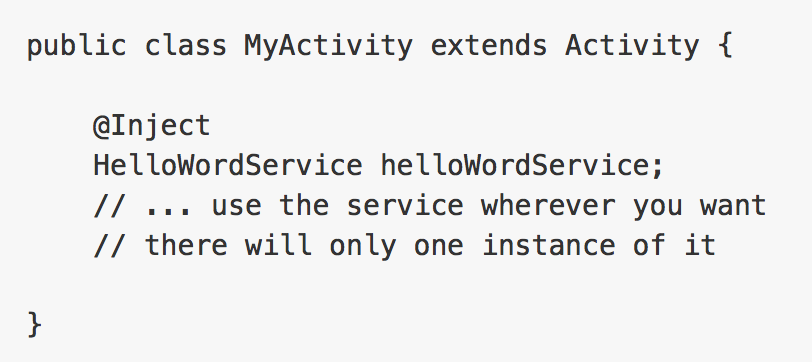 public class MyActivity extends Activity {
@Inject
HelloWordService helloWordService;
// ... use the service wherever you want
// there will only one instance of it
}